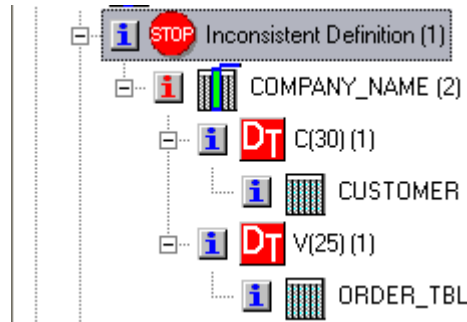 i STOP Inconsistent Definition (1)
i COMPANY_NAME (2)
i DT C(30) (1)
i CUSTOMER
i DT V(25) (1)
i ORDER_TBL